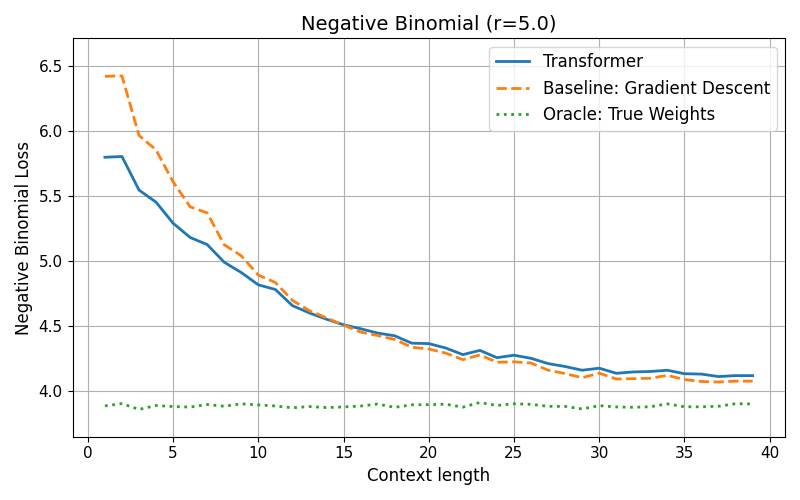 Negative Binomial (r=5.0)
Negative Binomial Loss
6.5
6.0
5.5
5.0
4.5
4.0
Transformer
Baseline: Gradient Descent
Oracle: True Weights
0 5 10 15 20 25 30 35 40
Context length